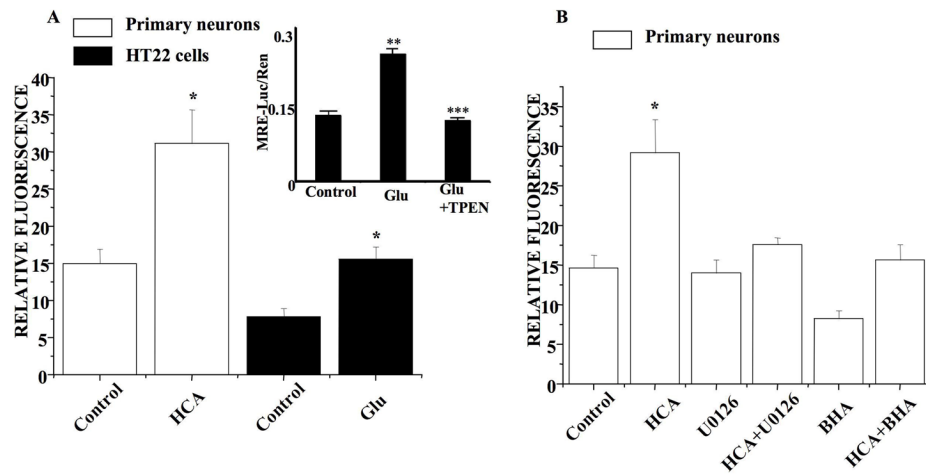 A
Primary neurons
HT22 cells
RELATIVE FLUORESCENCE
40
35
30
25
20
15
10
5
0
*
*
Control
HCA
Control
Glu
MRE-Luc/Ren
0.3
0.15
0
**
***
Control
Glu
Glu
+TPEN
B
Primary neurons
RELATIVE FLUORESCENCE
35
30
25
20
15
10
5
0
*
Control
HCA
U0126
HCA+U0126
BHA
HCA+BHA